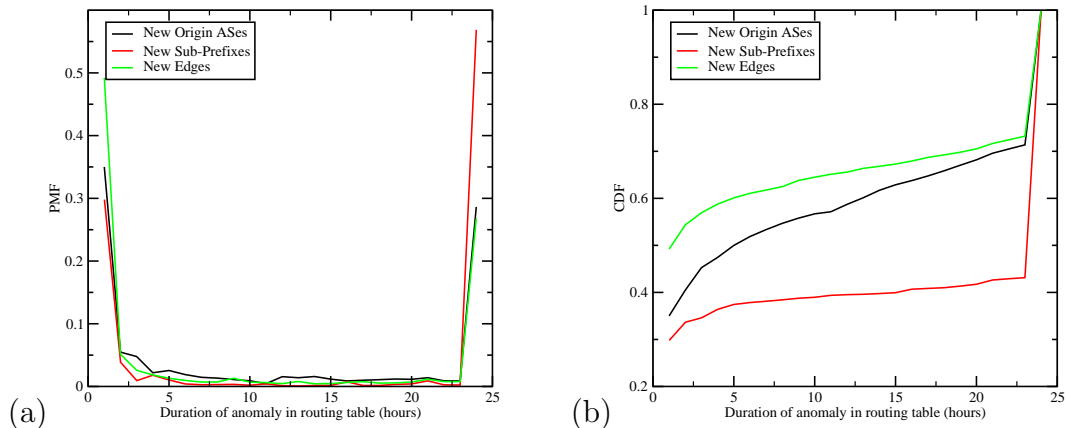 New Origin ASes
New Sub-Prefixes
New Edges
0.5
0.4
0.3
0.2
0.1
0
PMF
0 5 10 15 20 25
Duration of anomaly in routing table (hours)
(a)
New Origin ASes
New Sub-Prefixes
New Edges
1
0.8
0.6
0.4
0.2
CDF
0 5 10 15 20 25
Duration of anomaly in routing table (hours)
(b)